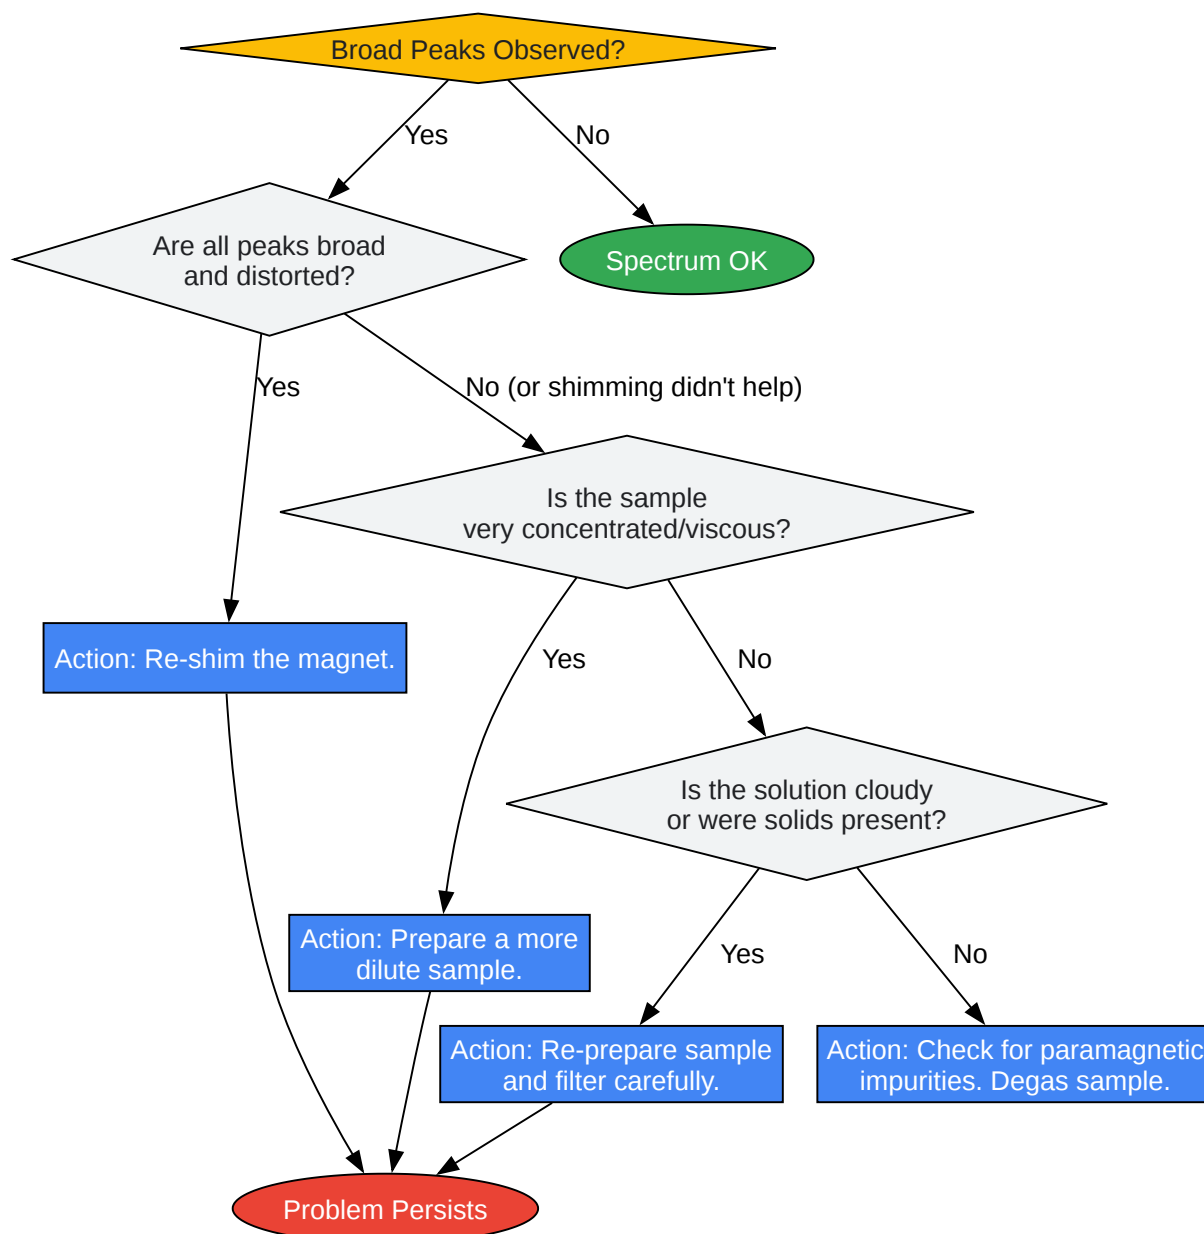 Broad Peaks Observed?
Yes
No
Are all peaks broad
and distorted?
Spectrum OK
Yes
No (or shimming didn't help)
Is the sample
very concentrated/viscous?
Action: Re-shim the magnet.
Yes
No
Is the solution cloudy
or were solids present?
Action: Prepare a more
dilute sample.
Yes
No
Action: Re-prepare sample
and filter carefully.
Action: Check for paramagnetic
impurities. Degas sample.
Problem Persists